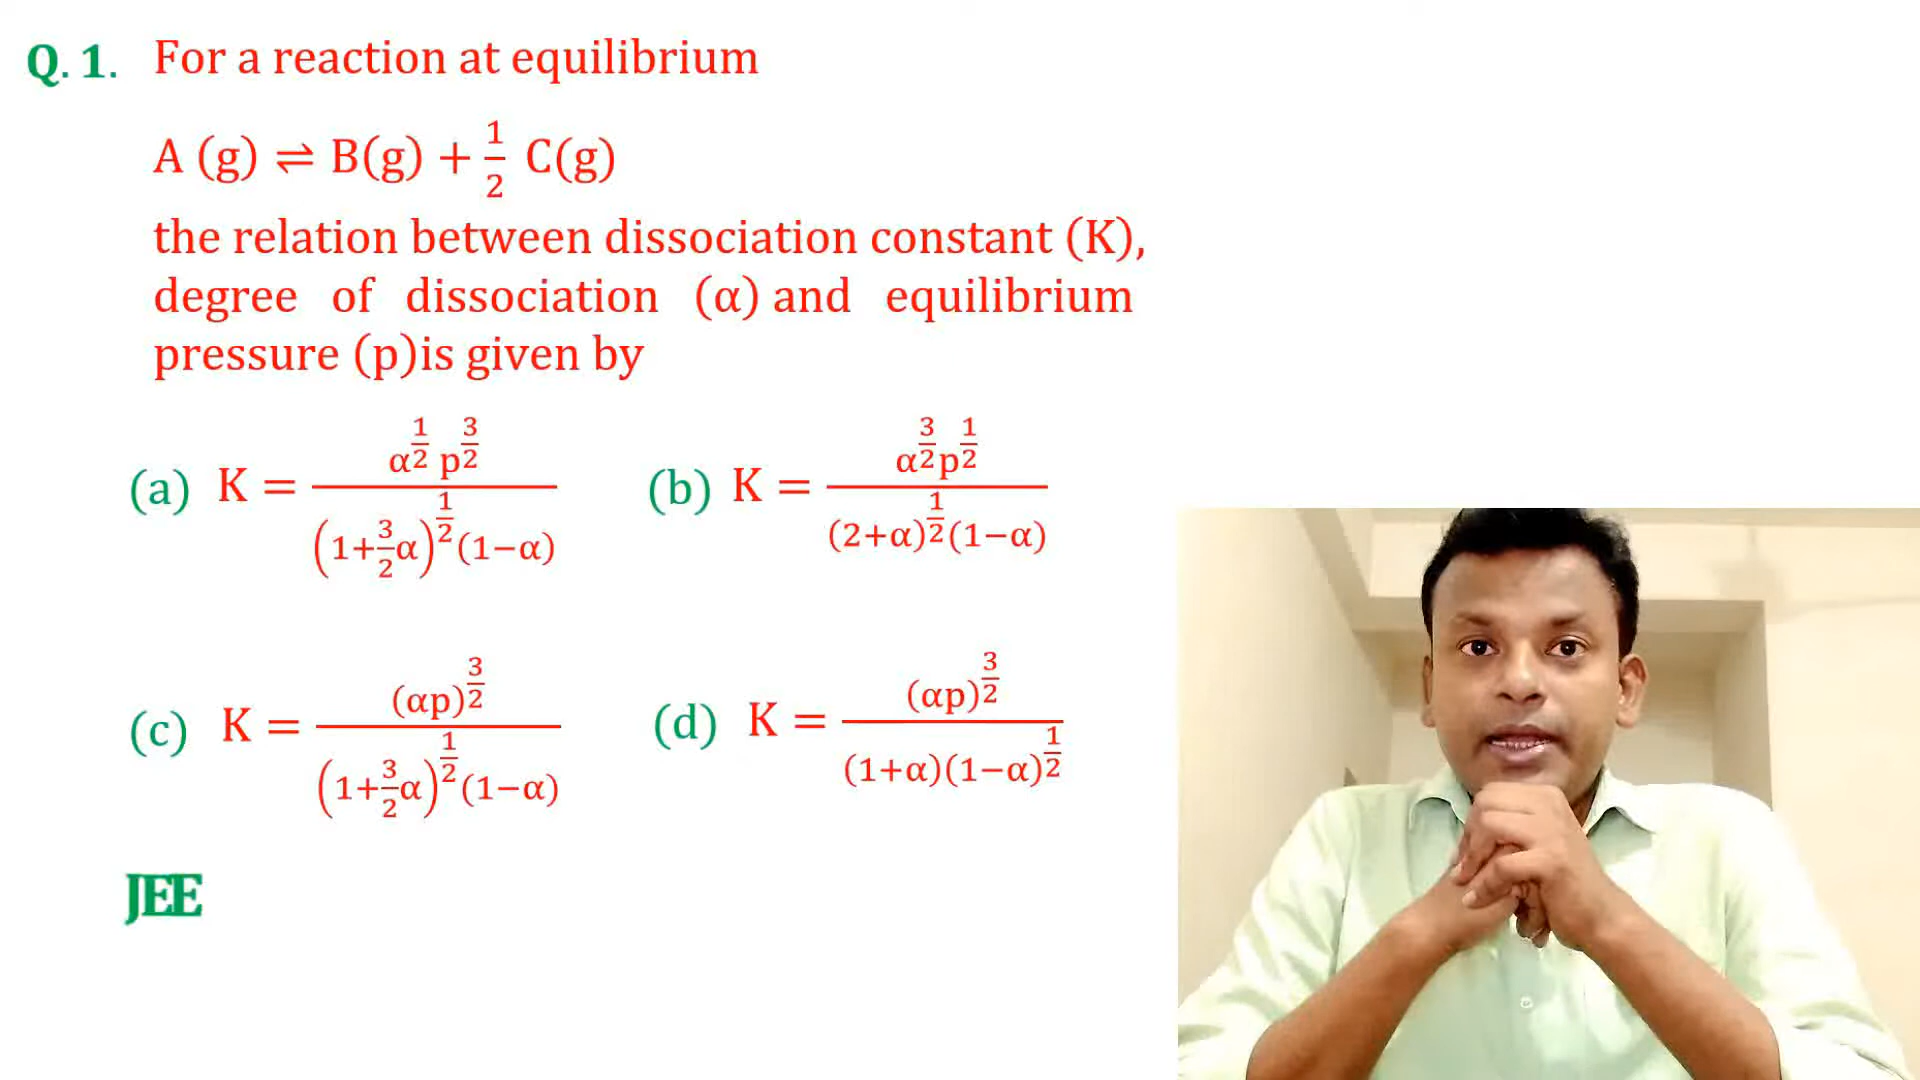 Q. 1. For a reaction at equilibrium
A (g) ⇌ B(g) + 1/2 C(g)
the relation between dissociation constant (K),
degree of dissociation (α) and equilibrium
pressure (p)is given by
(a) K = α^(1/2) p^(3/2) / (1+3/2 α)^(1/2) (1−α) (b) K = α^(3/2) p^(1/2) / (2+α)^(1/2) (1−α)
(c) K = (αp)^(3/2) / (1+3/2 α)^(1/2) (1−α) (d) K = (αp)^(3/2) / (1+α)(1−α)^(1/2)
JEE